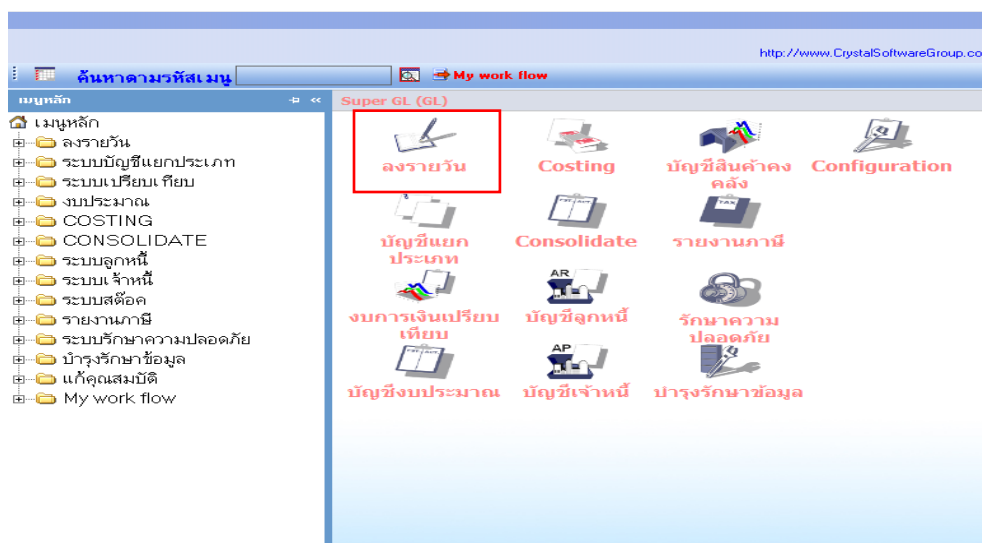 http://www.CrystalSoftwareGroup.co
ค้นหาตามรหัสเมนู
My work flow
เมนูหลัก
เมนูหลัก
ลงรายวัน
ระบบบัญชีแยกประเภท
ระบบเปรียบเทียบ
งบประมาณ
COSTING
CONSOLIDATE
ระบบลูกหนี้
ระบบเจ้าหนี้
ระบบสต๊อค
รายงานภาษี
ระบบรักษาความปลอดภัย
บำรุงรักษาข้อมูล
แก้คุณสมบัติ
My work flow
Super GL (GL)
ลงรายวัน
Costing
บัญชีสินค้าคง
คลัง
Configuration
บัญชีแยก
ประเภท
Consolidate
TAX
รายงานภาษี
งบการเงินเปรียบ
เทียบ
AR
บัญชีลูกหนี้
รักษาความ
ปลอดภัย
บัญชีงบประมาณ
AP
บัญชีเจ้าหนี้
บำรุงรักษาข้อมูล